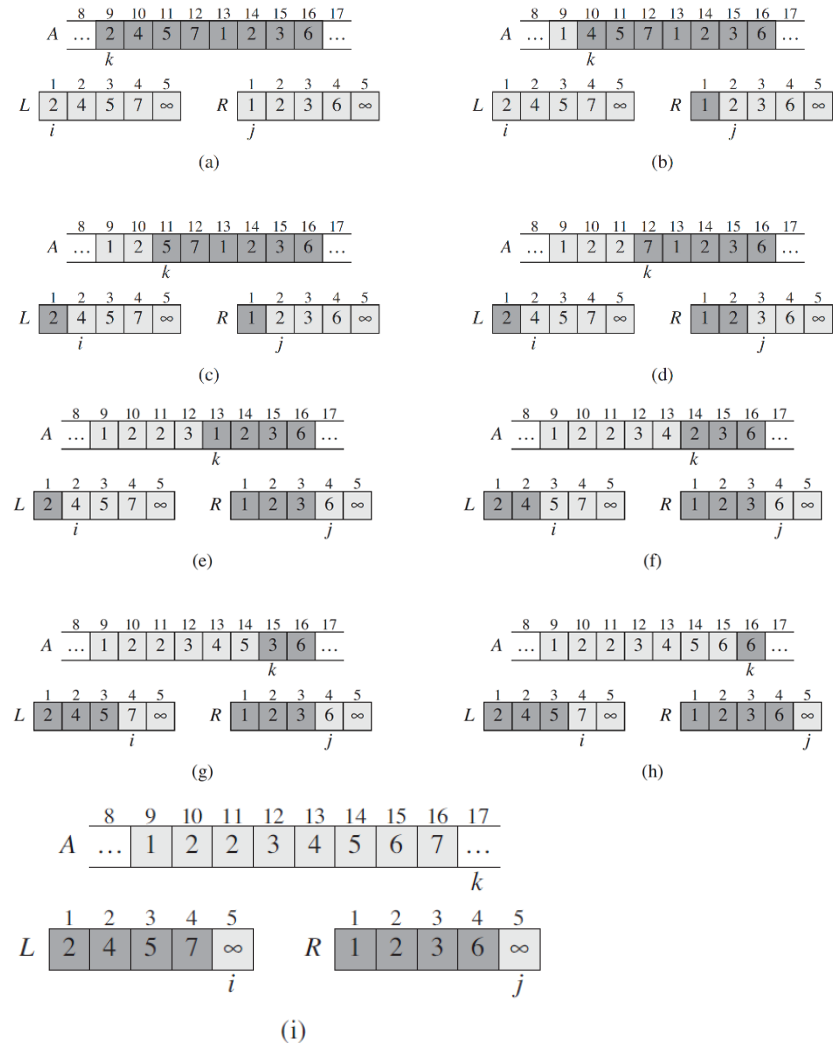 8 9 10 11 12 13 14 15 16 17
A … 2 4 5 7 1 2 3 6 …
k
1 2 3 4 5
L 2 4 5 7 ∞
i
1 2 3 4 5
R 1 2 3 6 ∞
j
(a)
8 9 10 11 12 13 14 15 16 17
A … 1 4 5 7 1 2 3 6 …
k
1 2 3 4 5
L 2 4 5 7 ∞
i
1 2 3 4 5
R 1 2 3 6 ∞
j
(b)
8 9 10 11 12 13 14 15 16 17
A … 1 2 5 7 1 2 3 6 …
k
1 2 3 4 5
L 2 4 5 7 ∞
i
1 2 3 4 5
R 1 2 3 6 ∞
j
(c)
8 9 10 11 12 13 14 15 16 17
A … 1 2 2 7 1 2 3 6 …
k
1 2 3 4 5
L 2 4 5 7 ∞
i
1 2 3 4 5
R 1 2 3 6 ∞
j
(d)
8 9 10 11 12 13 14 15 16 17
A … 1 2 2 3 1 2 3 6 …
k
1 2 3 4 5
L 2 4 5 7 ∞
i
1 2 3 4 5
R 1 2 3 6 ∞
j
(e)
8 9 10 11 12 13 14 15 16 17
A … 1 2 2 3 4 2 3 6 …
k
1 2 3 4 5
L 2 4 5 7 ∞
i
1 2 3 4 5
R 1 2 3 6 ∞
j
(f)
8 9 10 11 12 13 14 15 16 17
A … 1 2 2 3 4 5 3 6 …
k
1 2 3 4 5
L 2 4 5 7 ∞
i
1 2 3 4 5
R 1 2 3 6 ∞
j
(g)
8 9 10 11 12 13 14 15 16 17
A … 1 2 2 3 4 5 6 6 …
k
1 2 3 4 5
L 2 4 5 7 ∞
i
1 2 3 4 5
R 1 2 3 6 ∞
j
(h)
8 9 10 11 12 13 14 15 16 17
A … 1 2 2 3 4 5 6 7 …
k
1 2 3 4 5
L 2 4 5 7 ∞
i
1 2 3 4 5
R 1 2 3 6 ∞
j
(i)